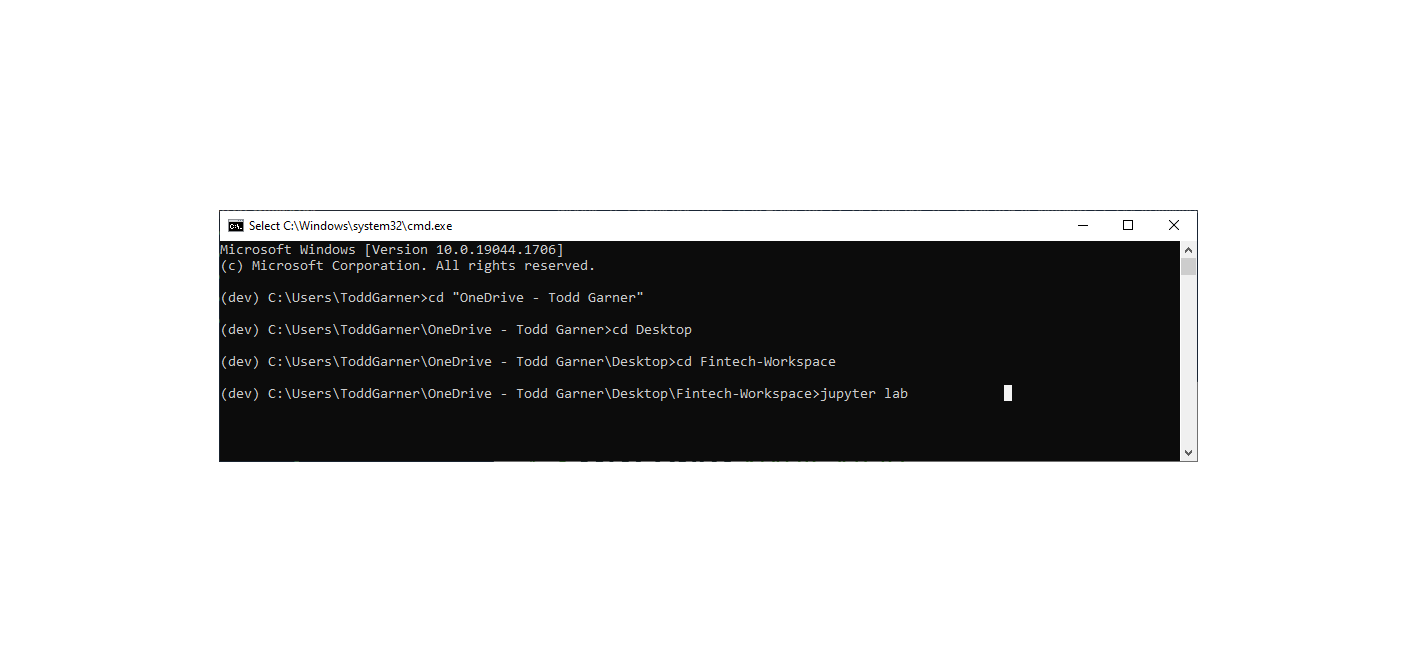 Select C:\Windows\system32\cmd.exe
Microsoft Windows [Version 10.0.19044.1706]
(c) Microsoft Corporation. All rights reserved.
(dev) C:\Users\ToddGarner>cd "OneDrive - Todd Garner"
(dev) C:\Users\ToddGarner\OneDrive - Todd Garner>cd Desktop
(dev) C:\Users\ToddGarner\OneDrive - Todd Garner\Desktop>cd Fintech-Workspace
(dev) C:\Users\ToddGarner\OneDrive - Todd Garner\Desktop\Fintech-Workspace>jupyter lab